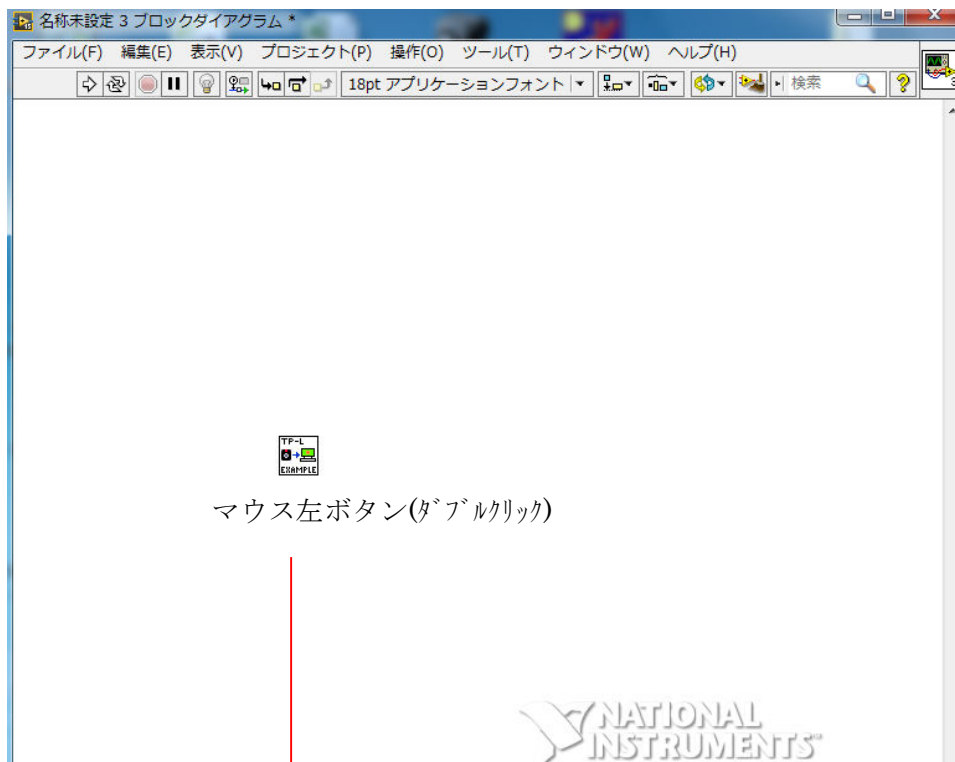 名称未設定 3 ブロックダイアグラム *
ファイル(F) 編集(E) 表示(V) プロジェクト(P) 操作(O) ツール(T) ウィンドウ(W) ヘルプ(H)
18pt アプリケーションフォント 検索
3
TP-L
EXAMPLE
マウス左ボタン(ﾀﾞﾌﾞﾙｸﾘｯｸ)
NATIONAL
INSTRUMENTS™